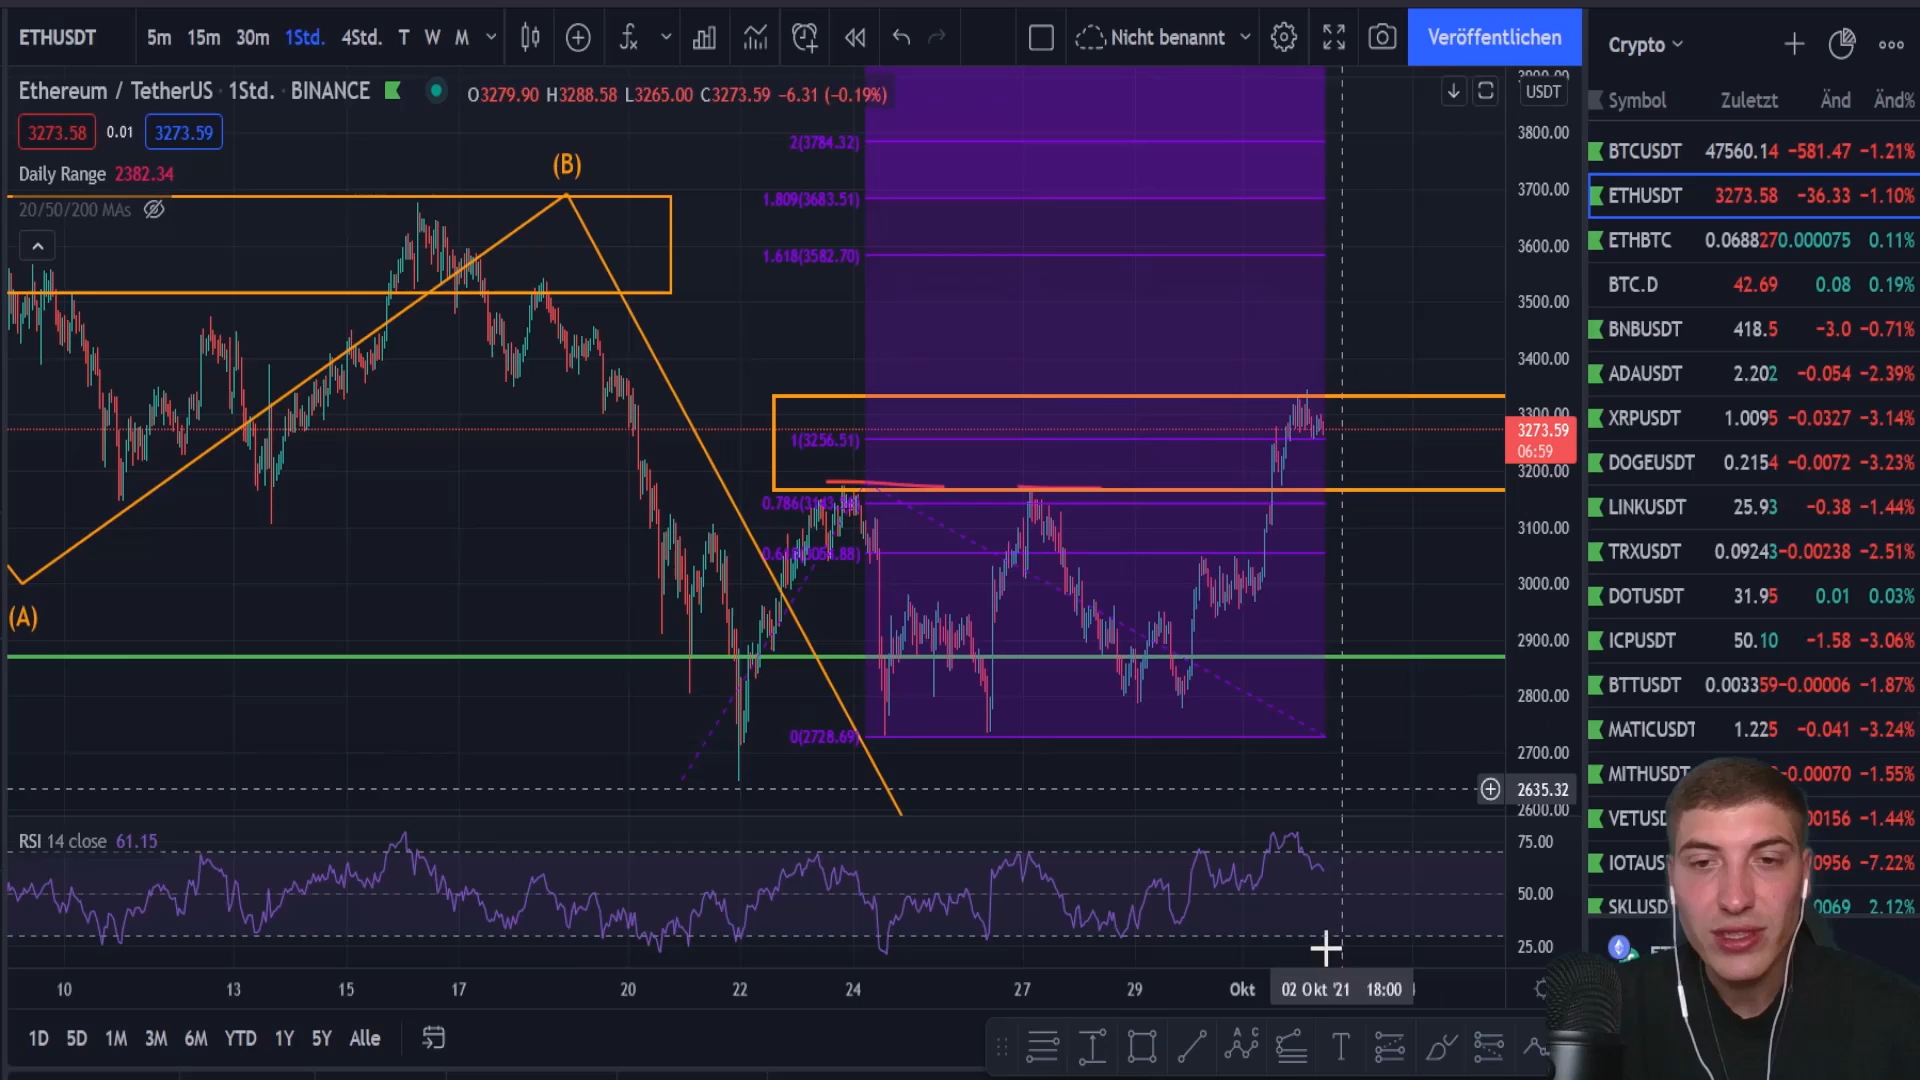 ETHUSDT 5m 15m 30m 1Std. 4Std. T W M Nicht benannt Veröffentlichen
Ethereum / TetherUS · 1Std. · BINANCE O3279.90 H3288.58 L3265.00 C3273.59 −6.31 (−0.19%)
3273.58 0.01 3273.59
Daily Range 2382.34
20/50/200 MAs
(B)
(A)
2(3784.32)
1.809(3683.51)
1.618(3582.70)
1(3256.51)
0(2728.69)
USDT
3800.00
3700.00
3600.00
3500.00
3400.00
3300.00
3273.59
06:59
3200.00
3100.00
3000.00
2900.00
2800.00
2700.00
2635.32
2600.00
RSI 14 close 61.15
75.00
50.00
25.00
10 13 15 17 20 22 24 27 29 Okt 02 Okt '21 18:00
1D 5D 1M 3M 6M YTD 1Y 5Y Alle
Crypto
Symbol Zuletzt Änd Änd%
BTCUSDT 47560.14 −581.47 −1.21%
ETHUSDT 3273.58 −36.33 −1.10%
ETHBTC 0.068827 0.000075 0.11%
BTC.D 42.69 0.08 0.19%
BNBUSDT 418.5 −3.0 −0.71%
ADAUSDT 2.202 −0.054 −2.39%
XRPUSDT 1.0095 −0.0327 −3.14%
DOGEUSDT 0.2154 −0.0072 −3.23%
LINKUSDT 25.93 −0.38 −1.44%
TRXUSDT 0.09243 −0.00238 −2.51%
DOTUSDT 31.95 0.01 0.03%
ICPUSDT 50.10 −1.58 −3.06%
BTTUSDT 0.003359 −0.00006 −1.87%
MATICUSDT 1.225 −0.041 −3.24%
MITHUSDT −0.00070 −1.55%
VETUSD 00156 −1.44%
IOTAUS 0956 −7.22%
SKLUSD 0069 2.12%